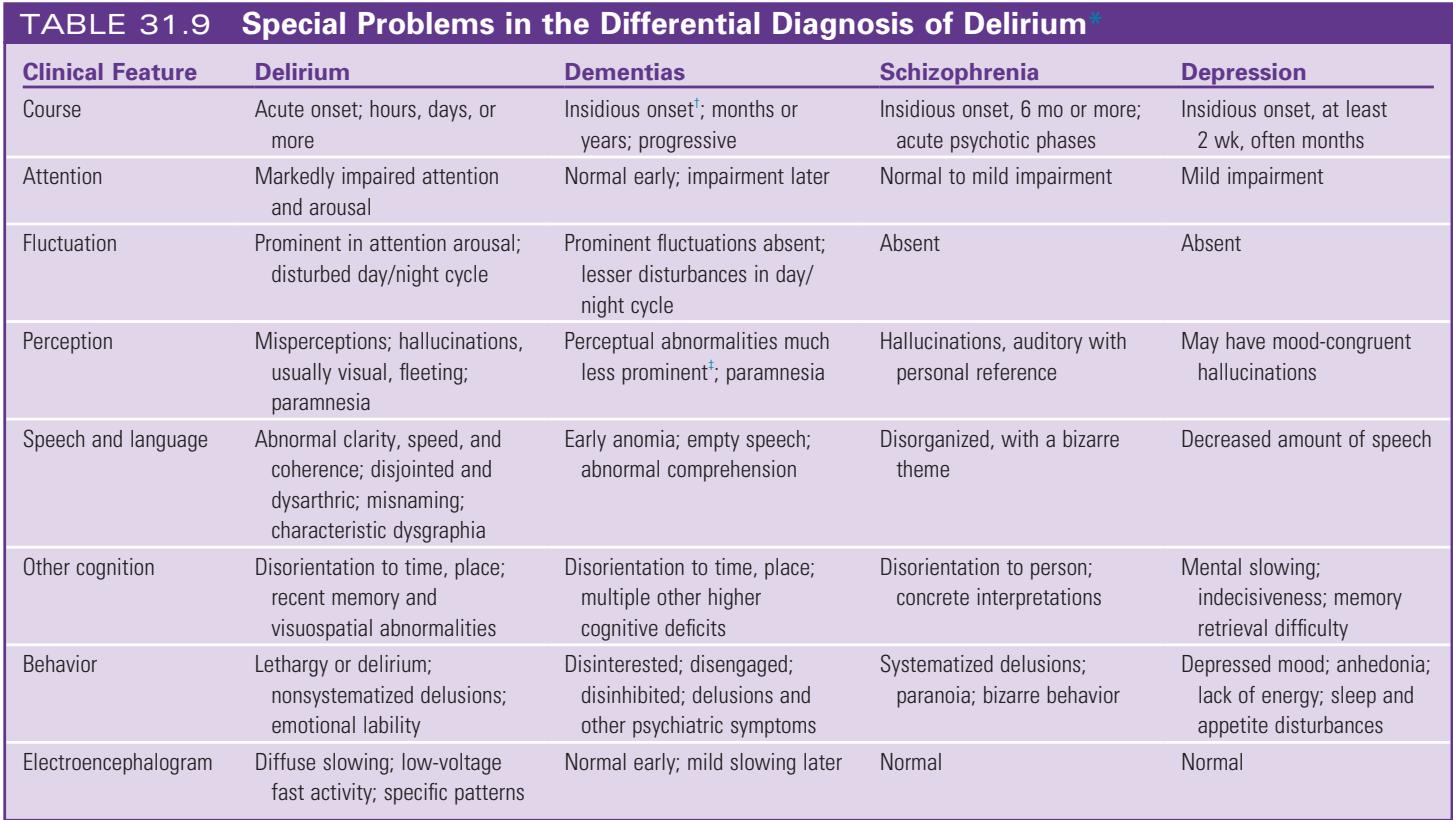 TABLE 31.9 Special Problems in the Differential Diagnosis of Delirium*
Clinical Feature Delirium Dementias Schizophrenia Depression
Course Acute onset; hours, days, or Insidious onset†; months or Insidious onset, 6 mo or more; Insidious onset, at least
more years; progressive acute psychotic phases 2 wk, often months
Attention Markedly impaired attention Normal early; impairment later Normal to mild impairment Mild impairment
and arousal
Fluctuation Prominent in attention arousal; Prominent fluctuations absent; Absent Absent
disturbed day/night cycle lesser disturbances in day/
night cycle
Perception Misperceptions; hallucinations, Perceptual abnormalities much Hallucinations, auditory with May have mood-congruent
usually visual, fleeting; less prominent‡; paramnesia personal reference hallucinations
paramnesia
Speech and language Abnormal clarity, speed, and Early anomia; empty speech; Disorganized, with a bizarre Decreased amount of speech
coherence; disjointed and abnormal comprehension theme
dysarthric; misnaming;
characteristic dysgraphia
Other cognition Disorientation to time, place; Disorientation to time, place; Disorientation to person; Mental slowing;
recent memory and multiple other higher concrete interpretations indecisiveness; memory
visuospatial abnormalities cognitive deficits retrieval difficulty
Behavior Lethargy or delirium; Disinterested; disengaged; Systematized delusions; Depressed mood; anhedonia;
nonsystematized delusions; disinhibited; delusions and paranoia; bizarre behavior lack of energy; sleep and
emotional lability other psychiatric symptoms appetite disturbances
Electroencephalogram Diffuse slowing; low-voltage Normal early; mild slowing later Normal Normal
fast activity; specific patterns